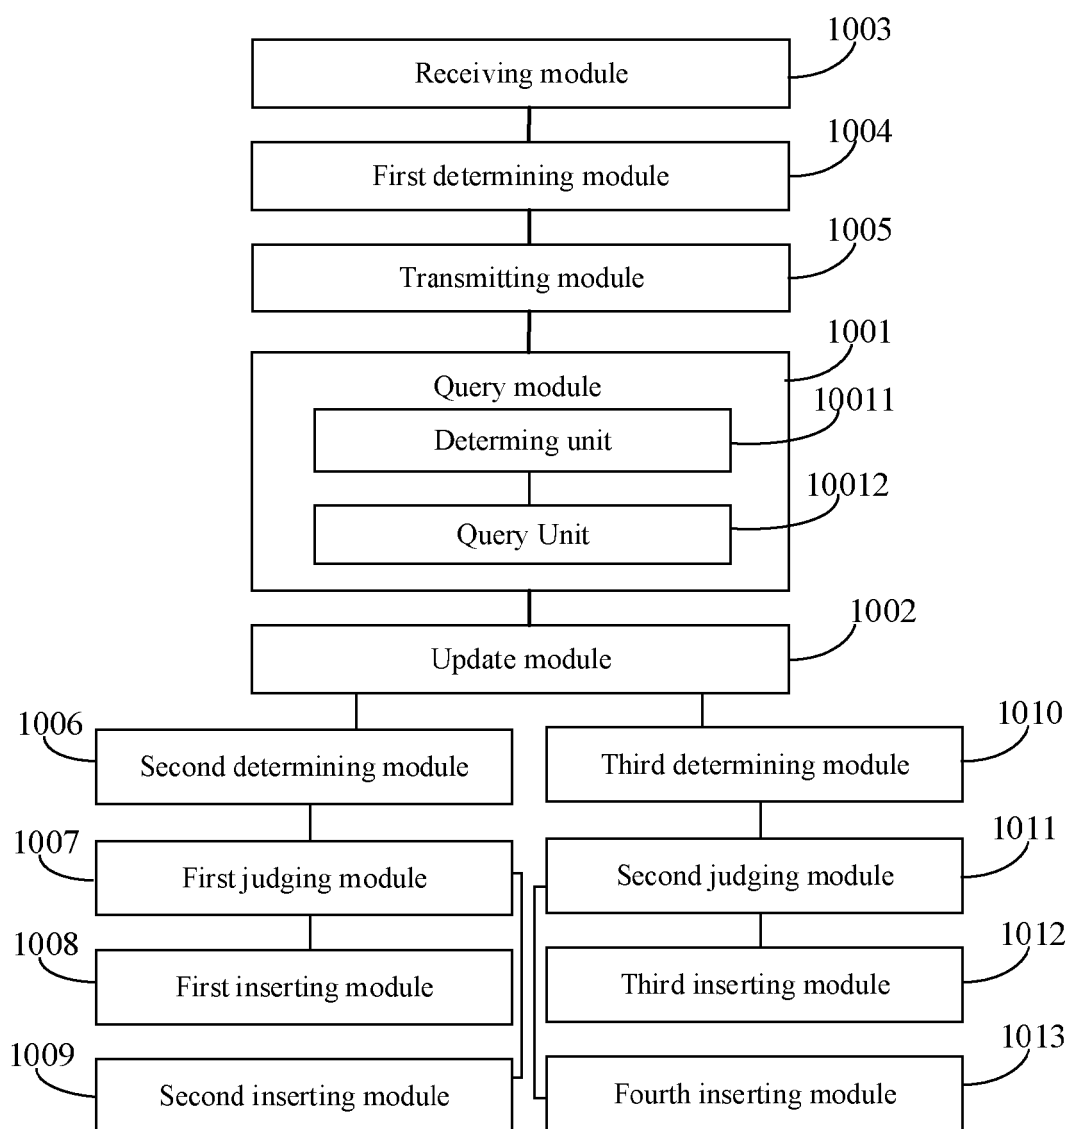 1003
Receiving module
1004
First determining module
1005
Transmitting module
1001
Query module
10011
Determing unit
10012
Query Unit
1002
Update module
1006
Second determining module
1010
Third determining module
1007
First judging module
1011
Second judging module
1008
First inserting module
1012
Third inserting module
1009
Second inserting module
1013
Fourth inserting module